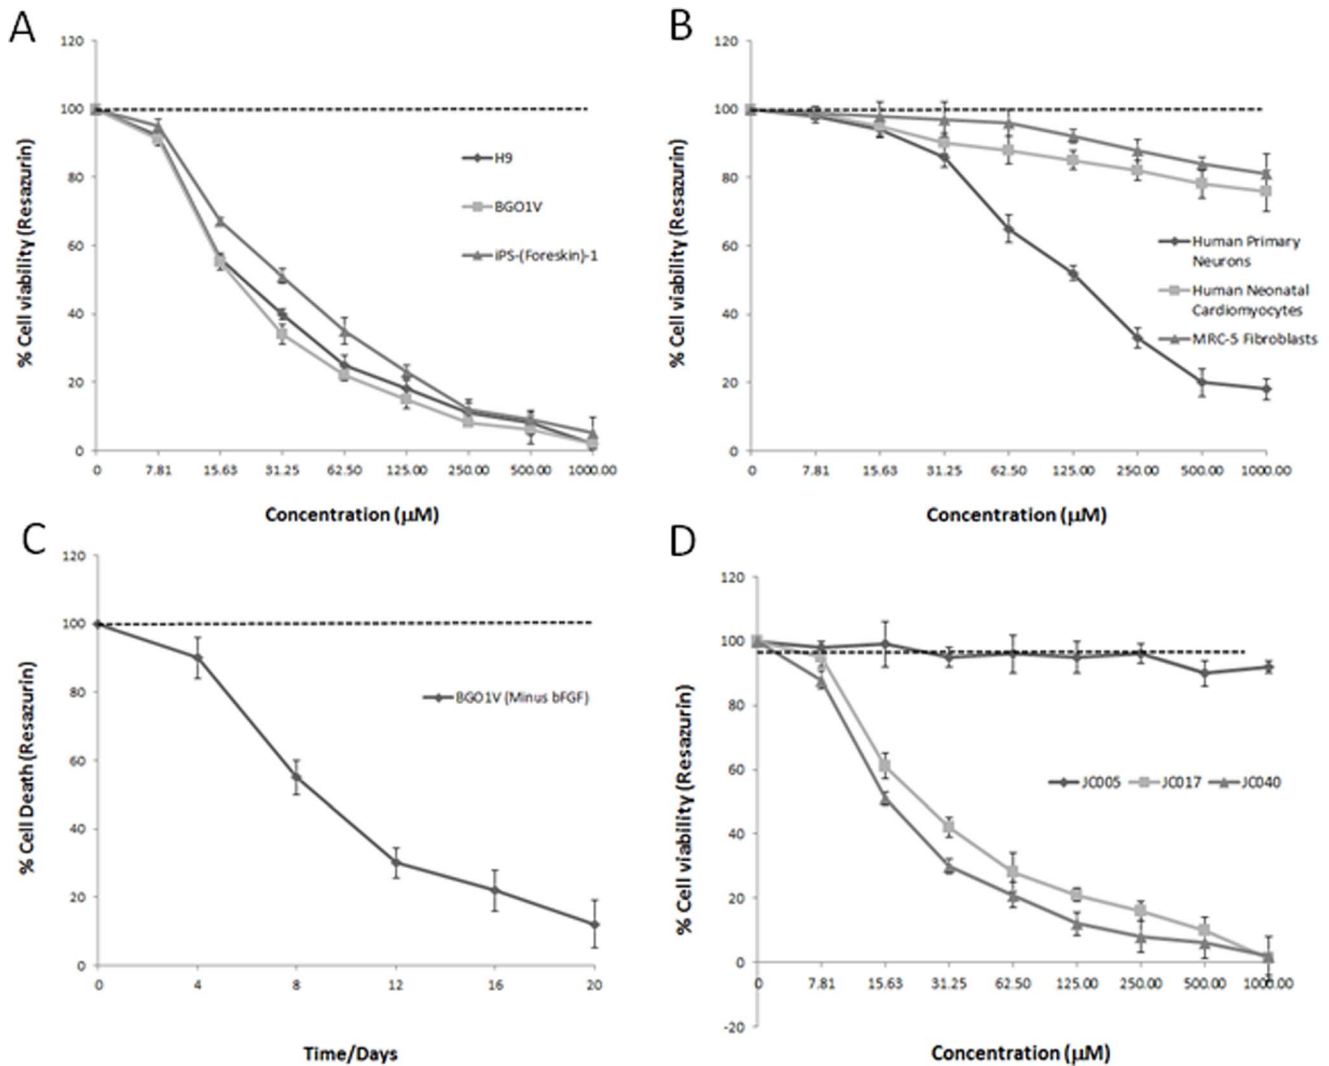 A
120
100
80
60
40
20
0
% Cell viability (Resazurin)
H9
BGO1V
iPS-(Foreskin)-1
0 7.81 15.63 31.25 62.50 125.00 250.00 500.00 1000.00
Concentration (µM)
B
120
100
80
60
40
20
0
% Cell viability (Resazurin)
Human Primary
Neurons
Human Neonatal
Cardiomyocytes
MRC-5 Fibroblasts
0 7.81 15.63 31.25 62.50 125.00 250.00 500.00 1000.00
Concentration (µM)
C
120
100
80
60
40
20
0
% Cell Death (Resazurin)
BGO1V (Minus bFGF)
0 4 8 12 16 20
Time/Days
D
120
100
80
60
40
20
0
-20
% Cell viability (Resazurin)
JC005 JC017 JC040
0 7.81 15.63 31.25 62.50 125.00 250.00 500.00 1000.00
Concentration (µM)